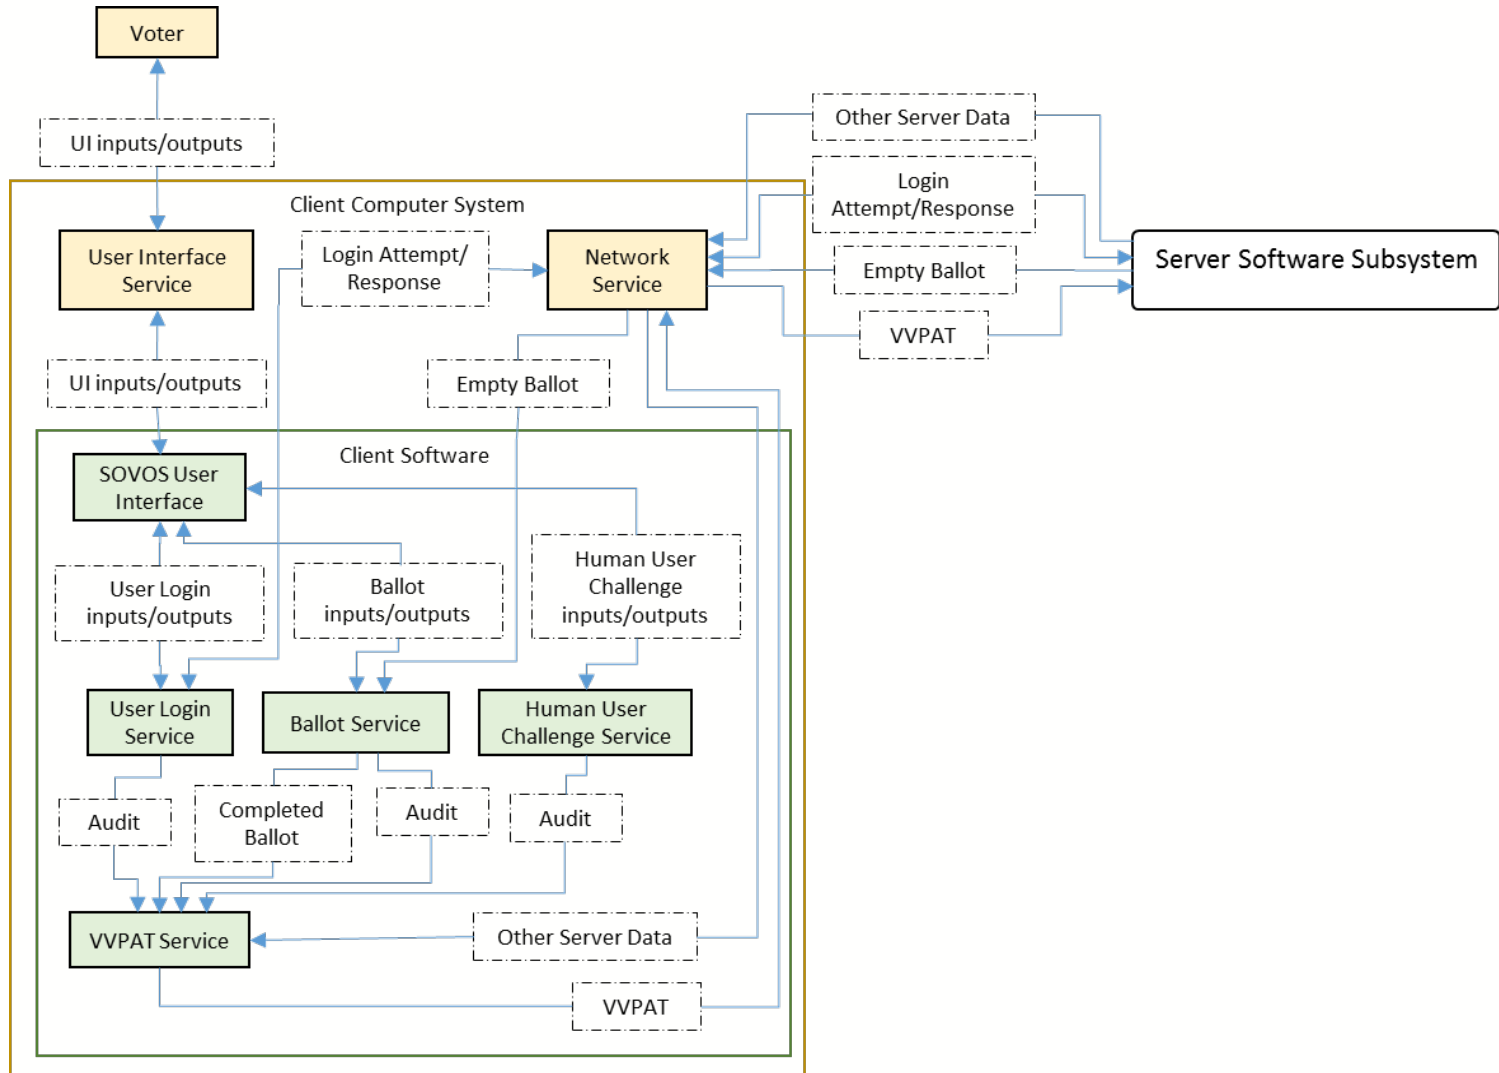 Voter
UI inputs/outputs
Other Server Data
Login
Attempt/Response
Client Computer System
User Interface
Service
Login Attempt/
Response
Network
Service
Empty Ballot
Server Software Subsystem
VVPAT
UI inputs/outputs
Empty Ballot
Client Software
SOVOS User
Interface
User Login
inputs/outputs
Ballot
inputs/outputs
Human User
Challenge
inputs/outputs
User Login
Service
Ballot Service
Human User
Challenge Service
Audit
Completed
Ballot
Audit
Audit
VVPAT Service
Other Server Data
VVPAT